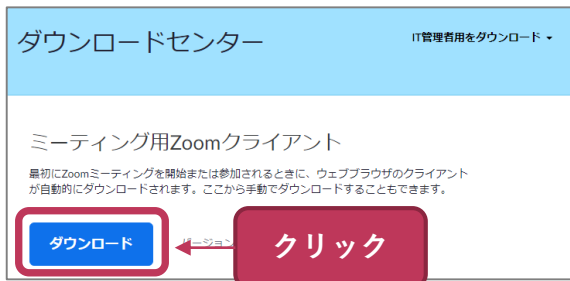 ダウンロードセンター
IT管理者用をダウンロード
ミーティング用Zoomクライアント
最初にZoomミーティングを開始または参加されるときに、ウェブブラウザのクライアント
が自動的にダウンロードされます。ここから手動でダウンロードすることもできます。
ダウンロード バージョン クリック